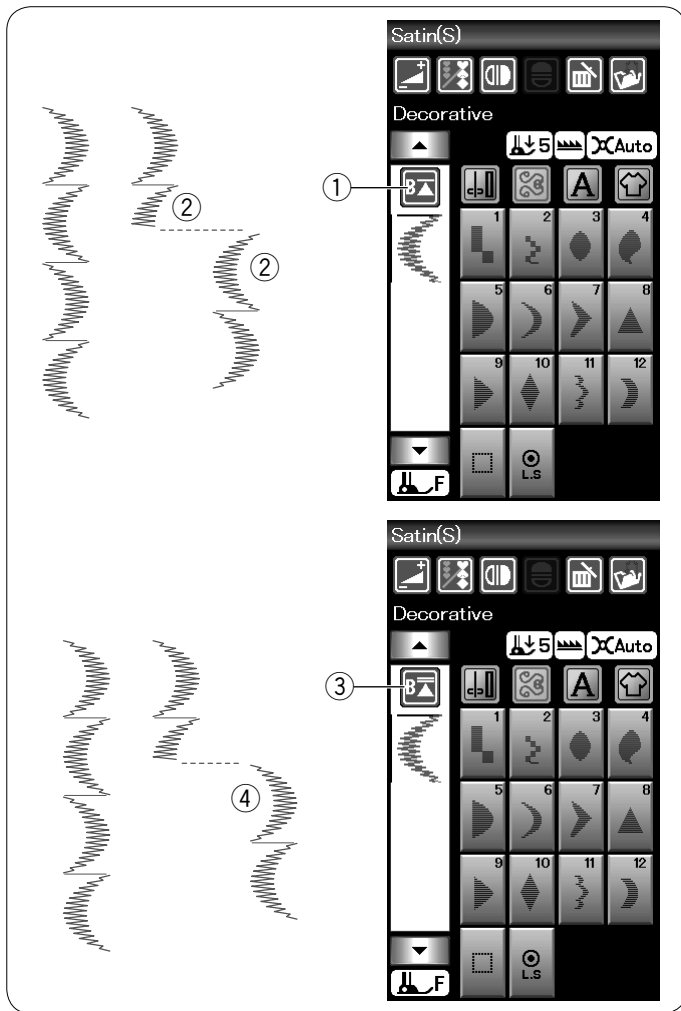 Satin(S)
Decorative
5 Auto
① B
1 2 3 4
②
②
5 6 7 8
9 10 11 12
L.S
F
Satin(S)
Decorative
5 Auto
③ B
1 2 3 4
④
5 6 7 8
9 10 11 12
L.S
F